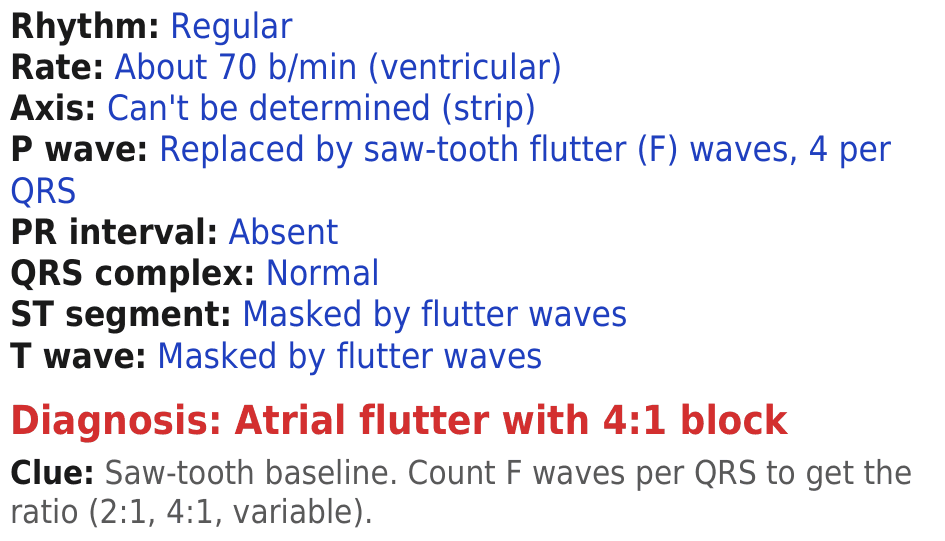 Rhythm: Regular
Rate: About 70 b/min (ventricular)
Axis: Can't be determined (strip)
P wave: Replaced by saw-tooth flutter (F) waves, 4 per
QRS
PR interval: Absent
QRS complex: Normal
ST segment: Masked by flutter waves
T wave: Masked by flutter waves
Diagnosis: Atrial flutter with 4:1 block
Clue: Saw-tooth baseline. Count F waves per QRS to get the
ratio (2:1, 4:1, variable).